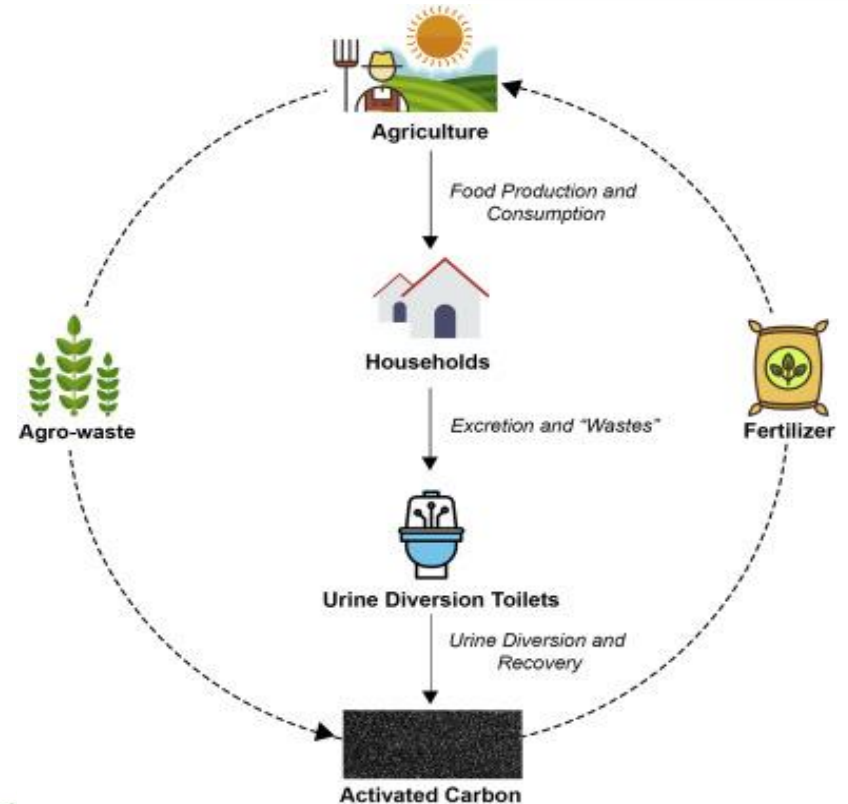 Agriculture
Food Production and
Consumption
Households
Agro-waste
Excretion and “Wastes”
Fertilizer
Urine Diversion Toilets
Urine Diversion and
Recovery
Activated Carbon